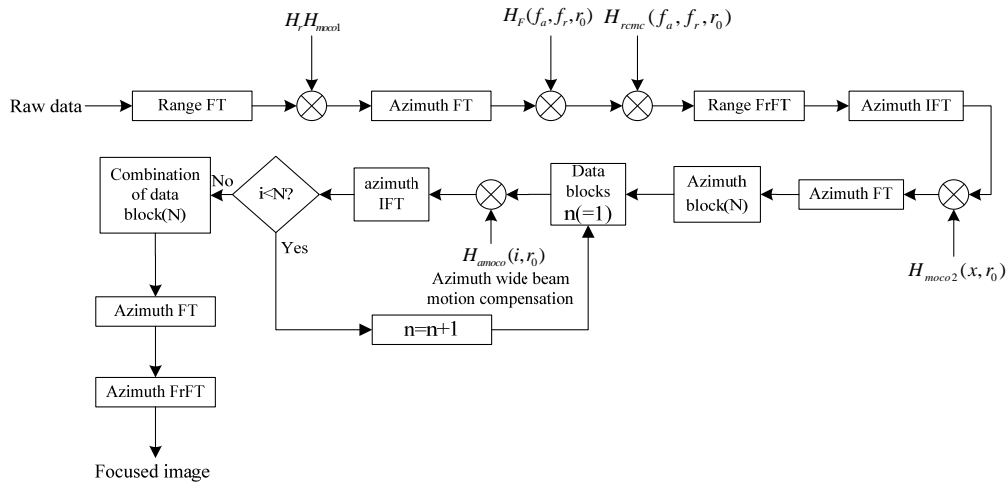 H_r H_moco1
H_F(f_a, f_r, r_0)
H_rcmc(f_a, f_r, r_0)
Raw data
Range FT
Azimuth FT
Range FrFT
Azimuth IFT
H_moco2(x, r_0)
Azimuth FT
Azimuth
block(N)
Data
blocks
n(=1)
H_amoco(i, r_0)
Azimuth wide beam
motion compensation
azimuth
IFT
i<N?
No
Yes
n=n+1
Combination
of data
block(N)
Azimuth FT
Azimuth FrFT
Focused image